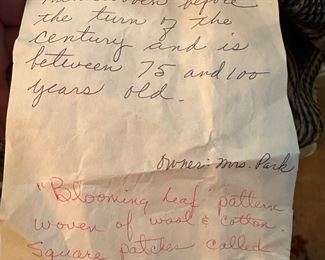 before
the turn of the
century and is
between 75 and 100
years old.
Owner: Mrs. Park
"Blooming Leaf" pattern
woven of wool & cotton.
Square patches called